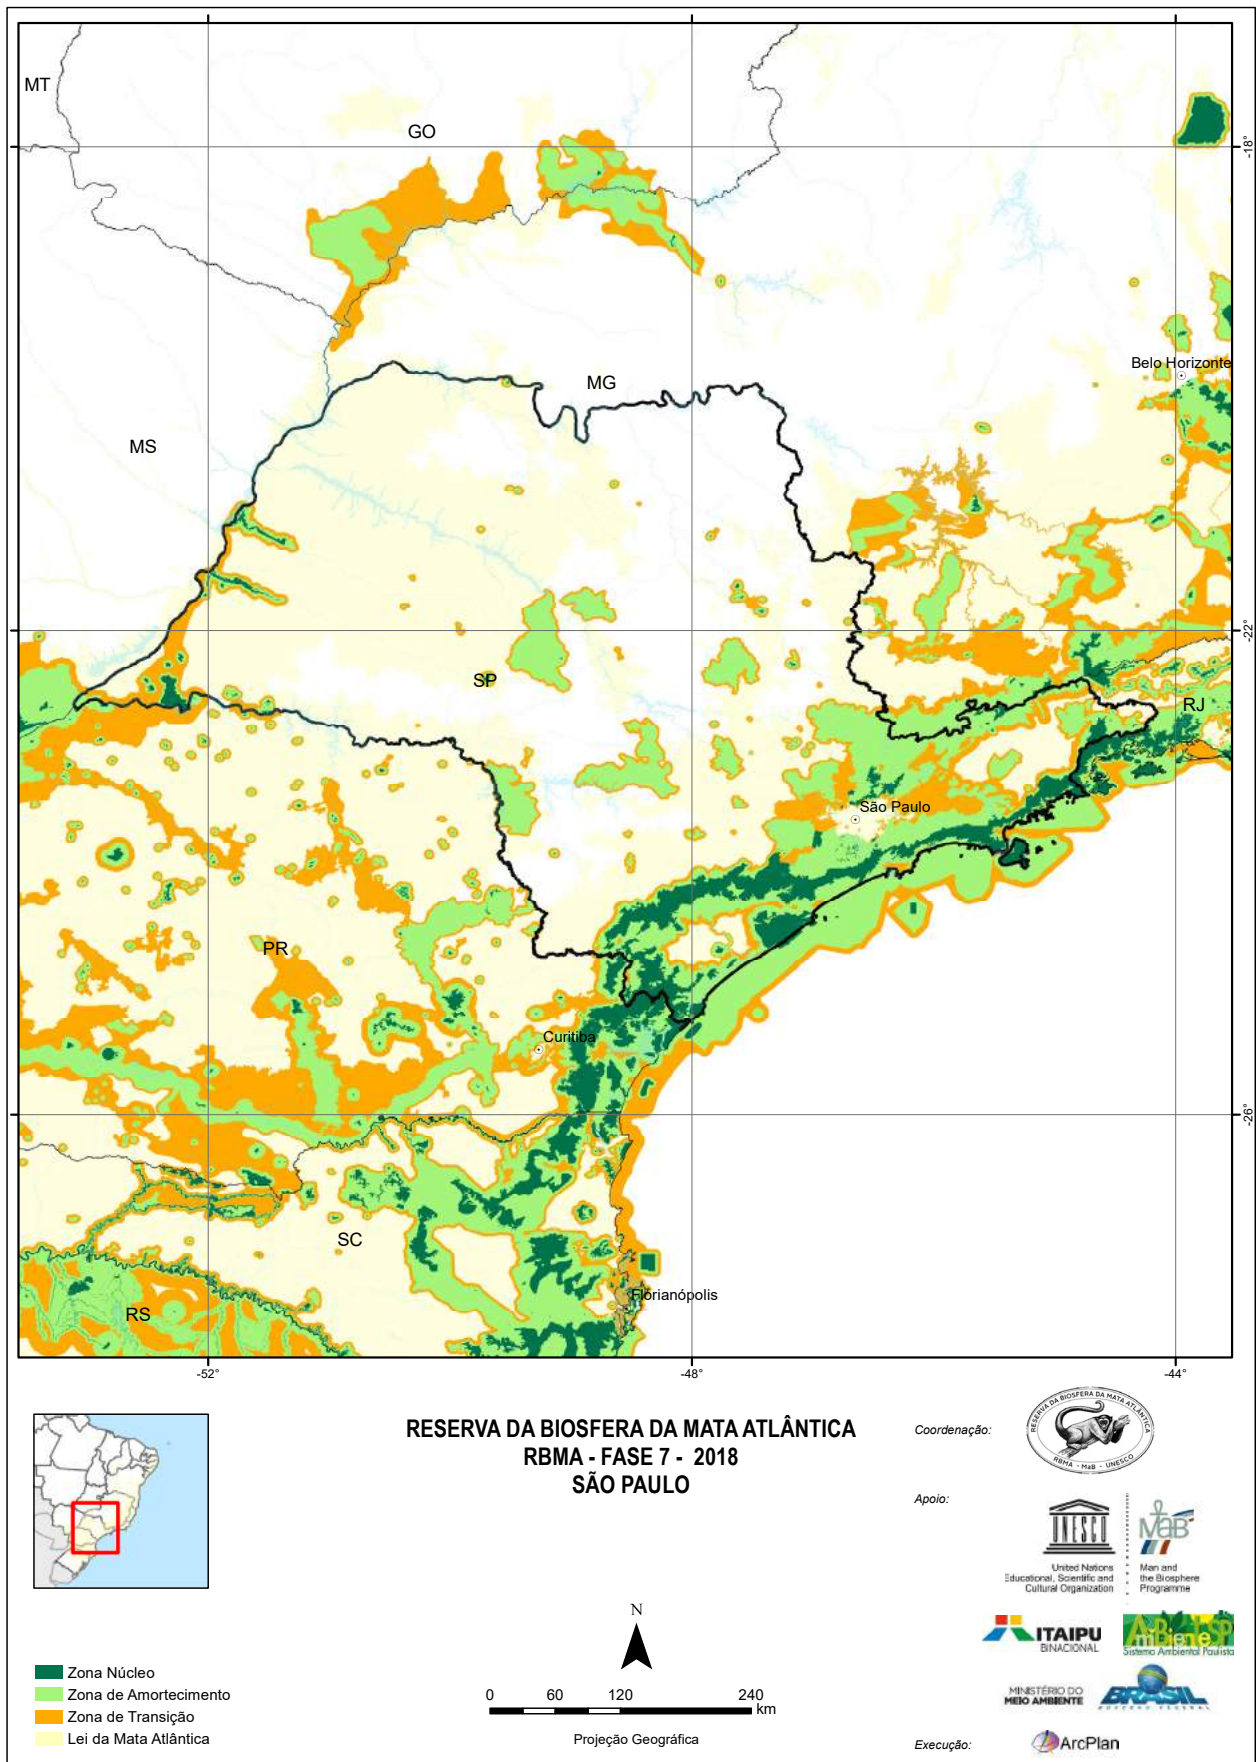 MT
GO
-18°
Belo Horizonte
MG
MS
-22°
SP
RJ
São Paulo
PR
Curitiba
-26°
SC
Florianópolis
RS
-52°
-48°
-44°
RESERVA DA BIOSFERA DA MATA ATLÂNTICA
RBMA - FASE 7 - 2018
SÃO PAULO
Coordenação:
RESERVA DA BIOSFERA DA MATA ATLÂNTICA
RBMA - MaB - UNESCO
Apoio:
UNESCO
United Nations
Educational, Scientific and
Cultural Organization
MaB
Man and
the Biosphere
Programme
ITAIPU
BINACIONAL
AmBienteSP
Sistema Ambiental Paulista
MINISTÉRIO DO
MEIO AMBIENTE
BRASIL
GOVERNO FEDERAL
Execução:
ArcPlan
N
0 60 120 240
km
Projeção Geográfica
Zona Núcleo
Zona de Amortecimento
Zona de Transição
Lei da Mata Atlântica